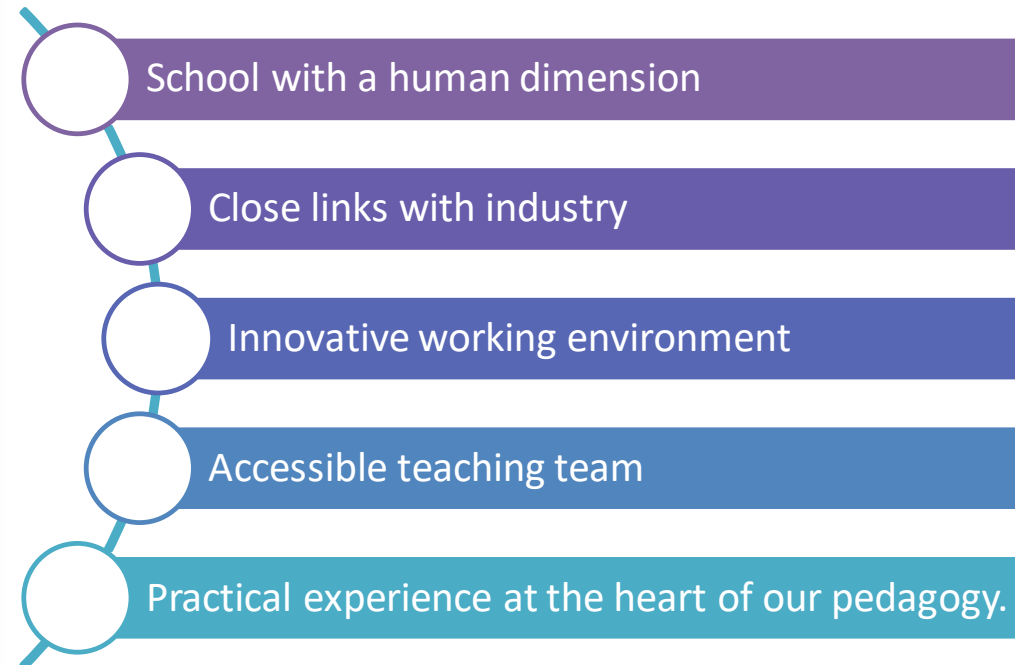 School with a human dimension
Close links with industry
Innovative working environment
Accessible teaching team
Practical experience at the heart of our pedagogy.